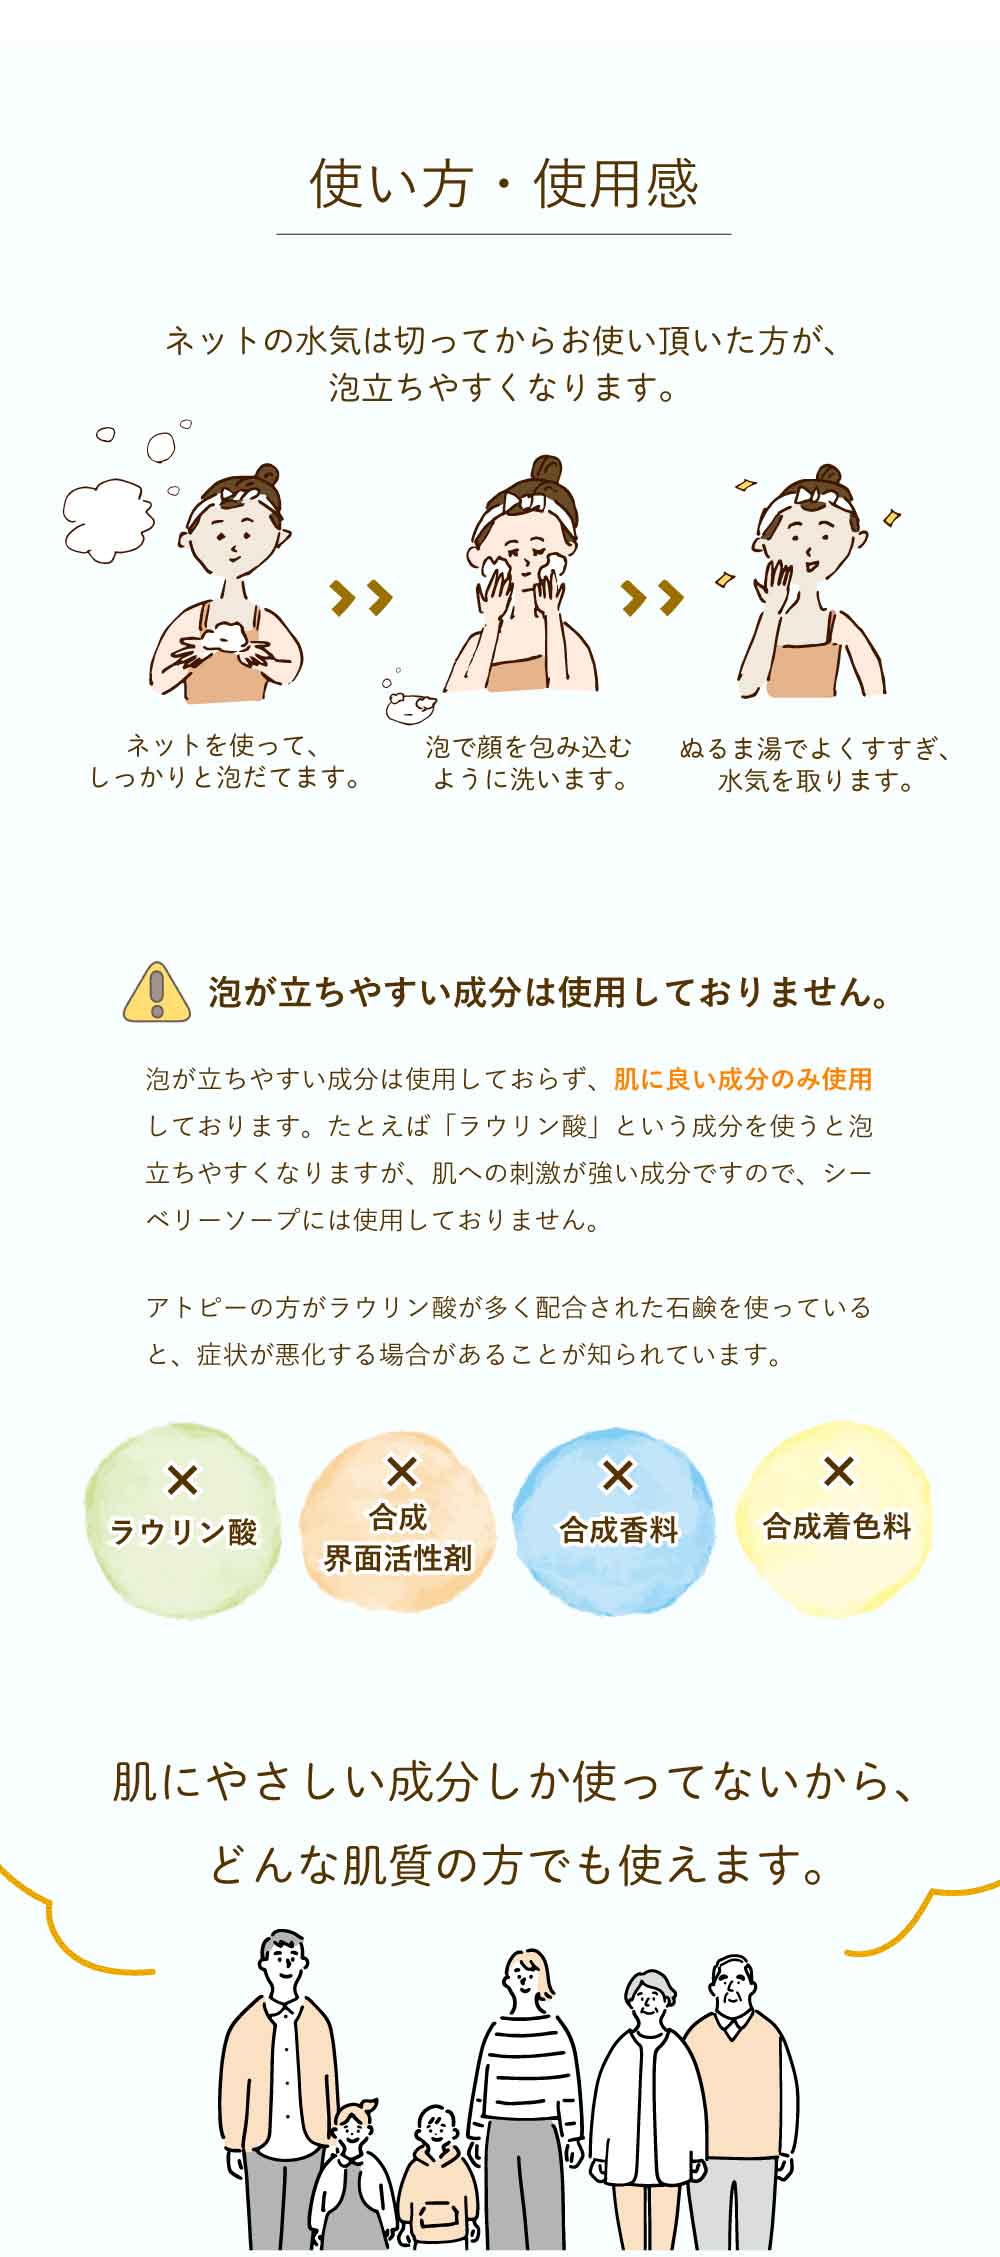 使い方・使用感
ネットの水気は切ってからお使い頂いた方が、
泡立ちやすくなります。
ネットを使って、
しっかりと泡だてます。
泡で顔を包み込む
ように洗います。
ぬるま湯でよくすすぎ、
水気を取ります。
泡が立ちやすい成分は使用しておりません。
泡が立ちやすい成分は使用しておらず、肌に良い成分のみ使用
しております。たとえば「ラウリン酸」という成分を使うと泡
立ちやすくなりますが、肌への刺激が強い成分ですので、シー
ベリーソープには使用しておりません。
アトピーの方がラウリン酸が多く配合された石鹸を使っている
と、症状が悪化する場合があることが知られています。
×
ラウリン酸
×
合成
界面活性剤
×
合成香料
×
合成着色料
肌にやさしい成分しか使ってないから、
どんな肌質の方でも使えます。